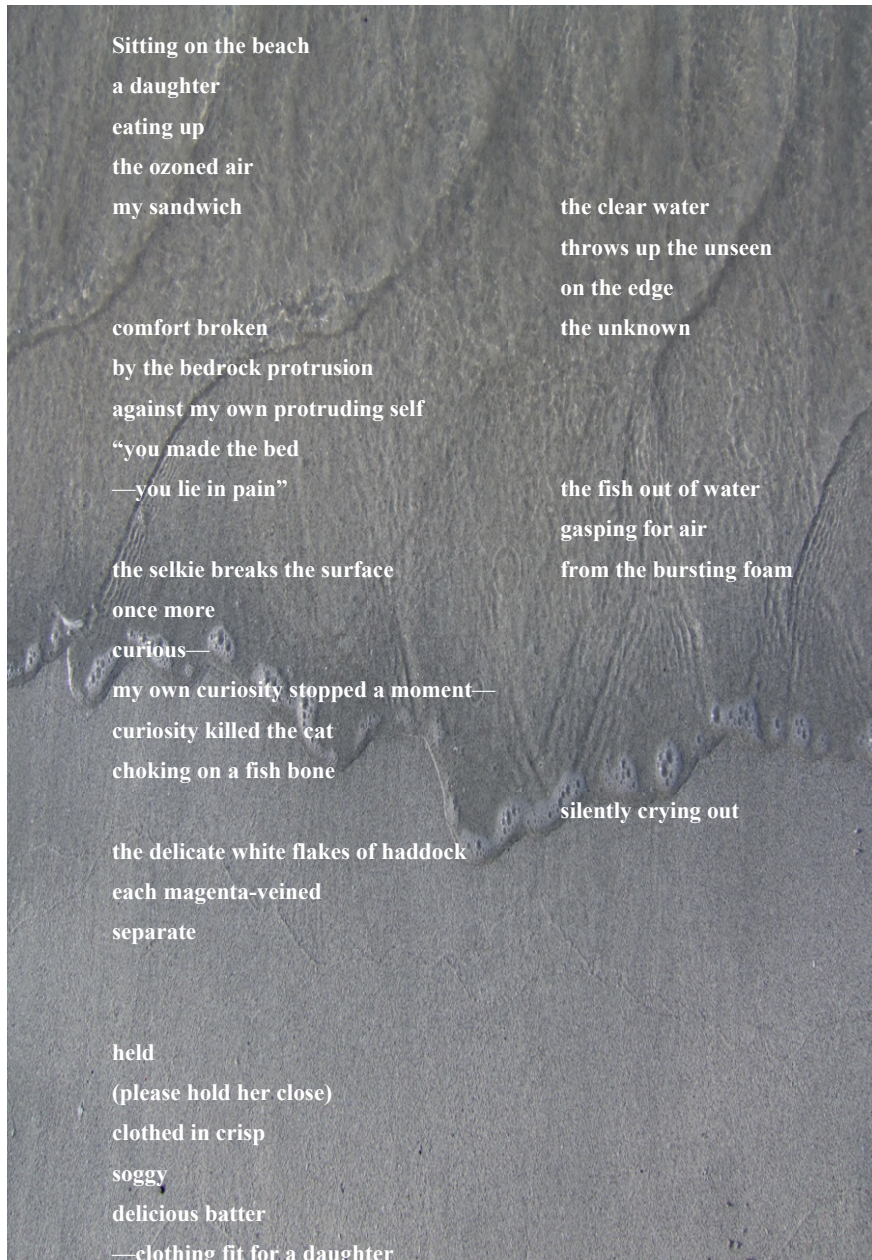 Sitting on the beach
a daughter
eating up
the ozoned air
my sandwich
comfort broken
by the bedrock protrusion
against my own protruding self
“you made the bed
—you lie in pain”
the selkie breaks the surface
once more
curious—
my own curiosity stopped a moment—
curiosity killed the cat
choking on a fish bone
the delicate white flakes of haddock
each magenta-veined
separate
held
(please hold her close)
clothed in crisp
soggy
delicious batter
—clothing fit for a daughter
the clear water
throws up the unseen
on the edge
the unknown
the fish out of water
gasping for air
from the bursting foam
silently crying out